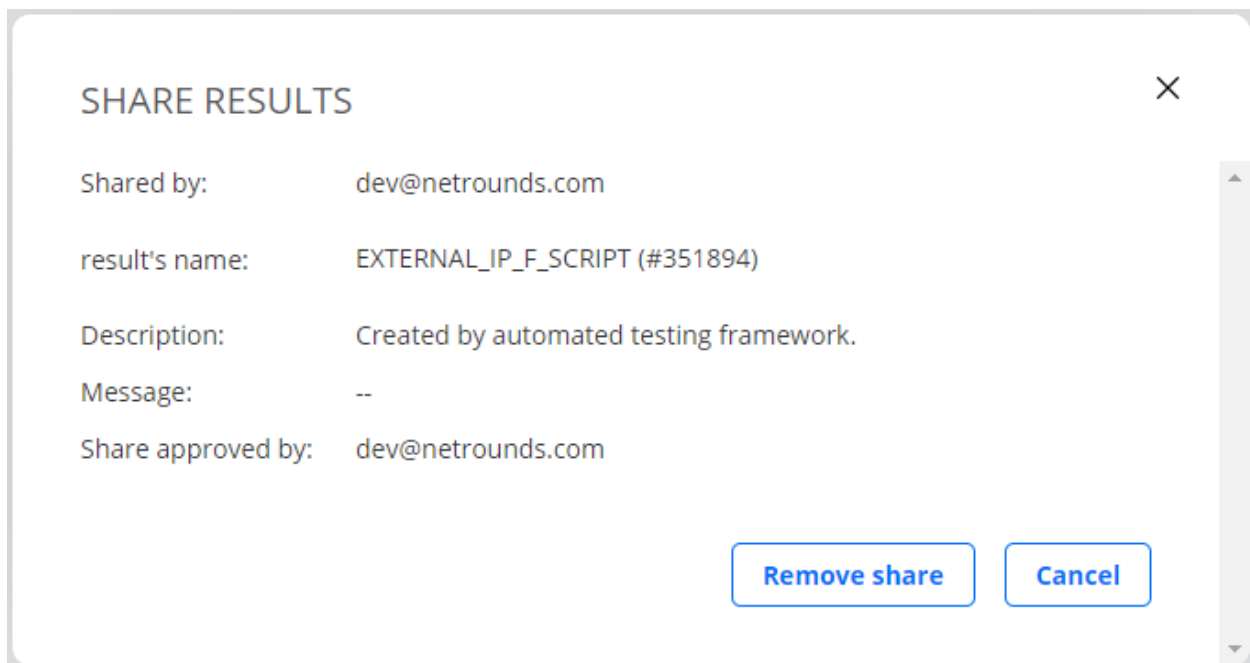 SHARE RESULTS
Shared by: dev@netrounds.com
result's name: EXTERNAL_IP_F_SCRIPT (#351894)
Description: Created by automated testing framework.
Message: --
Share approved by: dev@netrounds.com
Remove share Cancel